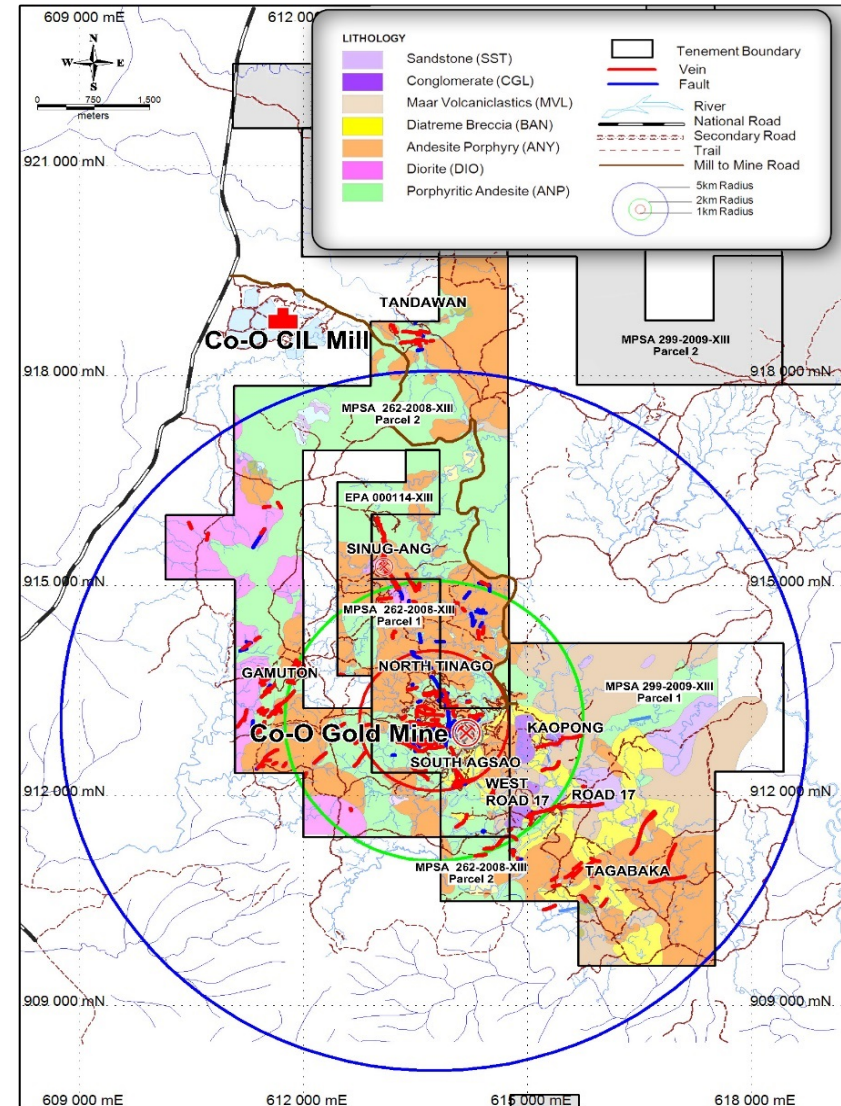 609 000 mE
612 0
N
W
E
S
0 750 1,500
meters
LITHOLOGY
Sandstone (SST)
Conglomerate (CGL)
Maar Volcaniclastics (MVL)
Diatreme Breccia (BAN)
Andesite Porphyry (ANY)
Diorite (DIO)
Porphyritic Andesite (ANP)
Tenement Boundary
Vein
Fault
River
National Road
Secondary Road
Trail
Mill to Mine Road
5km Radius
2km Radius
1km Radius
921 000 mN
TANDAWAN
Co-O CIL Mill
MPSA 299-2009-XIII
Parcel 2
918 000 mN
918 000 mN
MPSA 262-2008-XIII
Parcel 2
EPA 000114-XIII
SINUG-ANG
915 000 mN
915 000 mN
MPSA 262-2008-XIII
Parcel 1
NORTH TINAGO
GAMUTON
MPSA 299-2009-XIII
Parcel 1
KAOPONG
Co-O Gold Mine
SOUTH AGSAO
WEST
ROAD 17
ROAD 17
912 000 mN
912 000 mN
MPSA 262-2008-XIII
Parcel 2
TAGABAKA
909 000 mN
909 000 mN
609 000 mE
612 000 mE
615 000 mE
618 000 mE